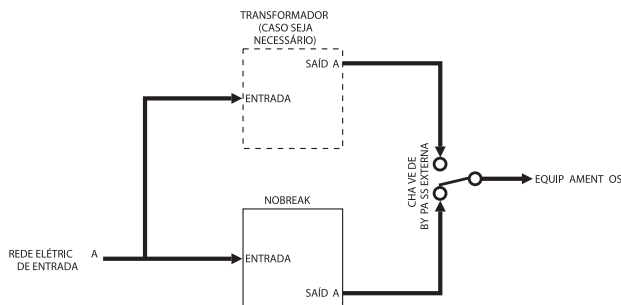 TRANSFORMADOR
(CASO SEJA
NECESSÁRIO)
SAÍD A
ENTRADA
CHA VE DE
BY PA SS EXTERNA
EQUIP AMENT OS
NOBREAK
REDE ELÉTRIC A
DE ENTRADA
ENTRADA
SAÍD A